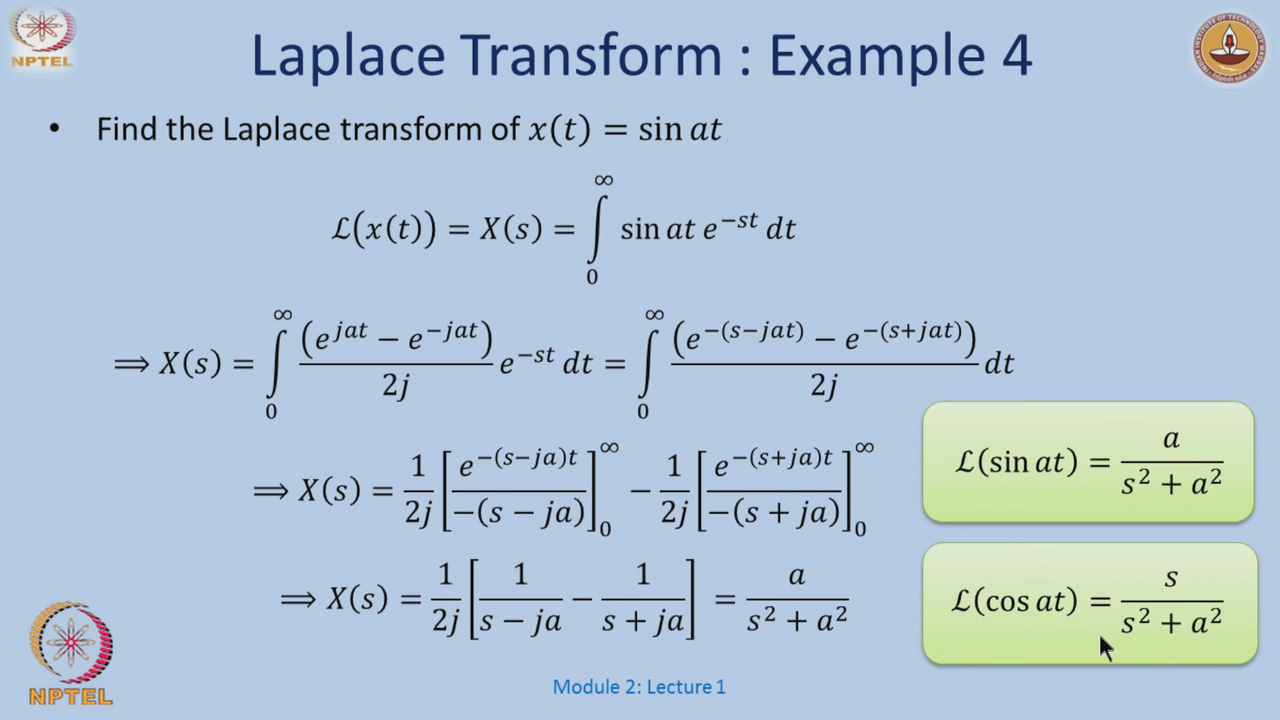 NPTEL
Laplace Transform : Example 4
• Find the Laplace transform of x(t) = sin at
ℒ(x(t)) = X(s) = ∫₀^∞ sin at e^{−st} dt
⟹ X(s) = ∫₀^∞ (e^{jat} − e^{−jat})/2j e^{−st} dt = ∫₀^∞ (e^{−(s−jat)} − e^{−(s+jat)})/2j dt
⟹ X(s) = 1/2j [e^{−(s−ja)t}/−(s − ja)]₀^∞ − 1/2j [e^{−(s+ja)t}/−(s + ja)]₀^∞
ℒ(sin at) = a/(s² + a²)
⟹ X(s) = 1/2j [1/(s − ja) − 1/(s + ja)] = a/(s² + a²)
ℒ(cos at) = s/(s² + a²)
NPTEL
Module 2: Lecture 1